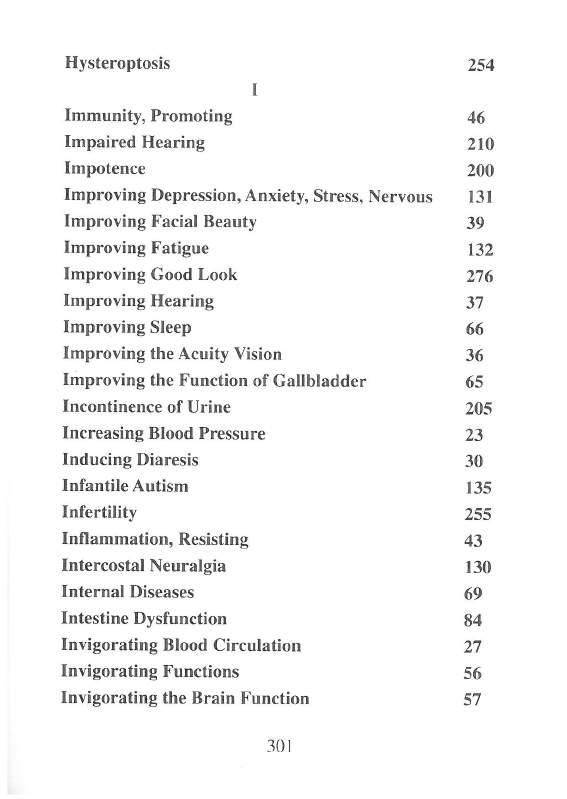 Hysteroptosis 254
I
Immunity, Promoting 46
Impaired Hearing 210
Impotence 200
Improving Depression, Anxiety, Stress, Nervous 131
Improving Facial Beauty 39
Improving Fatigue 132
Improving Good Look 276
Improving Hearing 37
Improving Sleep 66
Improving the Acuity Vision 36
Improving the Function of Gallbladder 65
Incontinence of Urine 205
Increasing Blood Pressure 23
Inducing Diaresis 30
Infantile Autism 135
Infertility 255
Inflammation, Resisting 43
Intercostal Neuralgia 130
Internal Diseases 69
Intestine Dysfunction 84
Invigorating Blood Circulation 27
Invigorating Functions 56
Invigorating the Brain Function 57
301